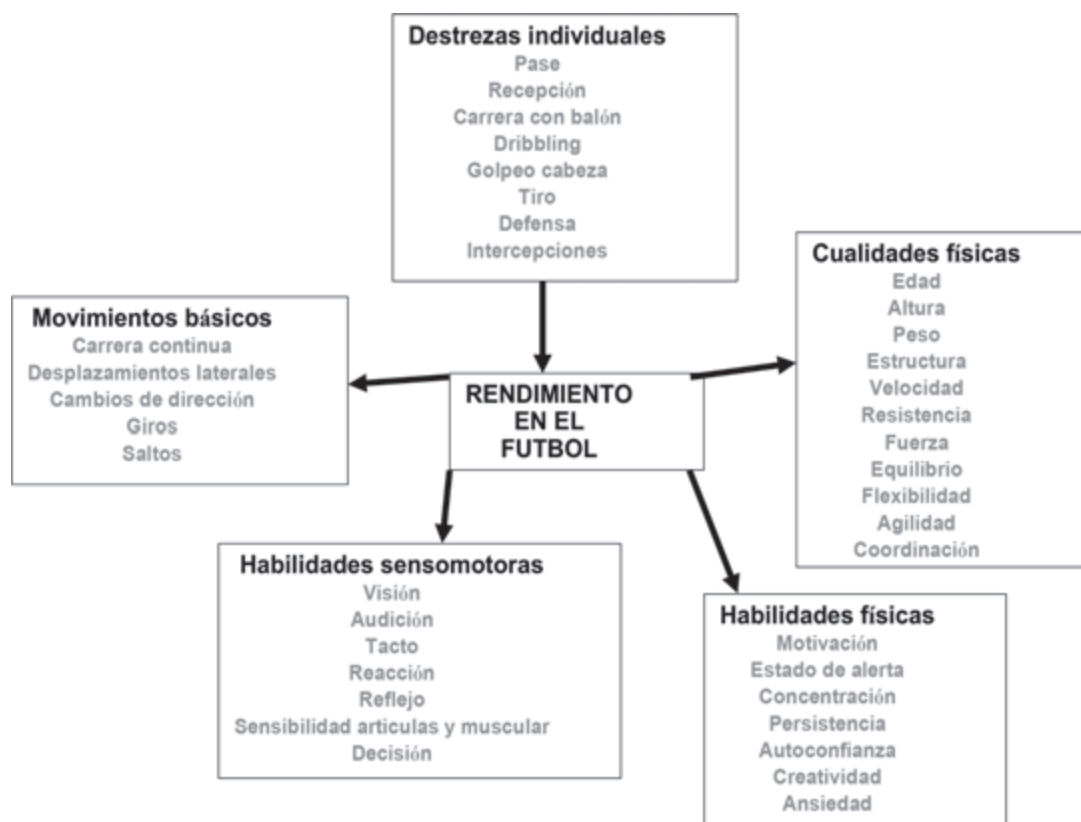 Destrezas individuales
Pase
Recepción
Carrera con balón
Dribbling
Golpeo cabeza
Tiro
Defensa
Intercepciones
Cualidades físicas
Edad
Altura
Peso
Estructura
Velocidad
Resistencia
Fuerza
Equilibrio
Flexibilidad
Agilidad
Coordinación
Movimientos básicos
Carrera continua
Desplazamientos laterales
Cambios de dirección
Giros
Saltos
RENDIMIENTO
EN EL
FUTBOL
Habilidades sensomotoras
Visión
Audición
Tacto
Reacción
Reflejo
Sensibilidad articulas y muscular
Decisión
Habilidades físicas
Motivación
Estado de alerta
Concentración
Persistencia
Autoconfianza
Creatividad
Ansiedad